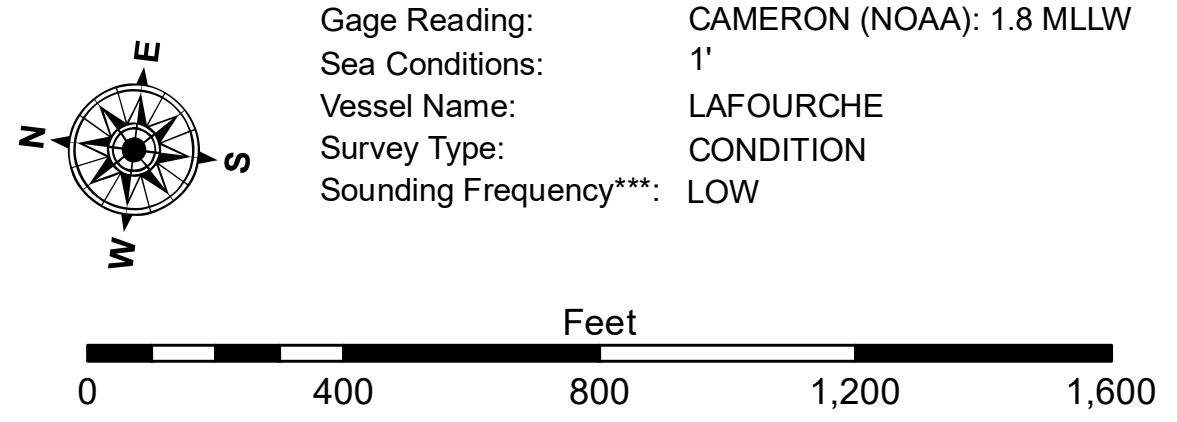 Gage Reading: CAMERON (NOAA): 1.8 MLLW
Sea Conditions: 1'
Vessel Name: LAFOURCHE
Survey Type: CONDITION
Sounding Frequency***: LOW
N
E
S
W
Feet
0 400 800 1,200 1,600